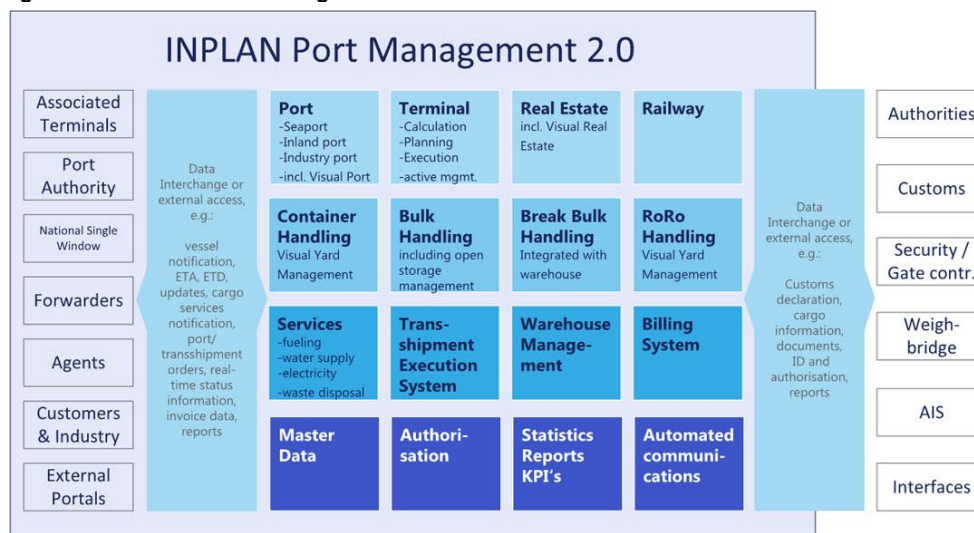 INPLAN Port Management 2.0
Associated
Terminals
Port
Authority
National Single
Window
Forwarders
Agents
Customers
& Industry
External
Portals
Data
Interchange or
external access,
e.g.:
vessel
notification,
ETA, ETD,
updates, cargo
services
notification,
port/
transshipment
orders, real-
time status
information,
invoice data,
reports
Port
-Seaport
-Inland port
-Industry port
-incl. Visual Port
Terminal
-Calculation
-Planning
-Execution
-active mgmt.
Real Estate
incl. Visual Real
Estate
Railway
Container
Handling
Visual Yard
Management
Bulk
Handling
including open
storage
management
Break Bulk
Handling
Integrated with
warehouse
RoRo
Handling
Visual Yard
Management
Services
-fueling
-water supply
-electricity
-waste disposal
Trans-
shipment
Execution
System
Warehouse
Manage-
ment
Billing
System
Master
Data
Authori-
sation
Statistics
Reports
KPI's
Automated
communi-
cations
Data
Interchange or
external access,
e.g.:
Customs
declaration,
cargo
information,
documents,
ID and
authorisation,
reports
Authorities
Customs
Security /
Gate contr.
Weigh-
bridge
AIS
Interfaces